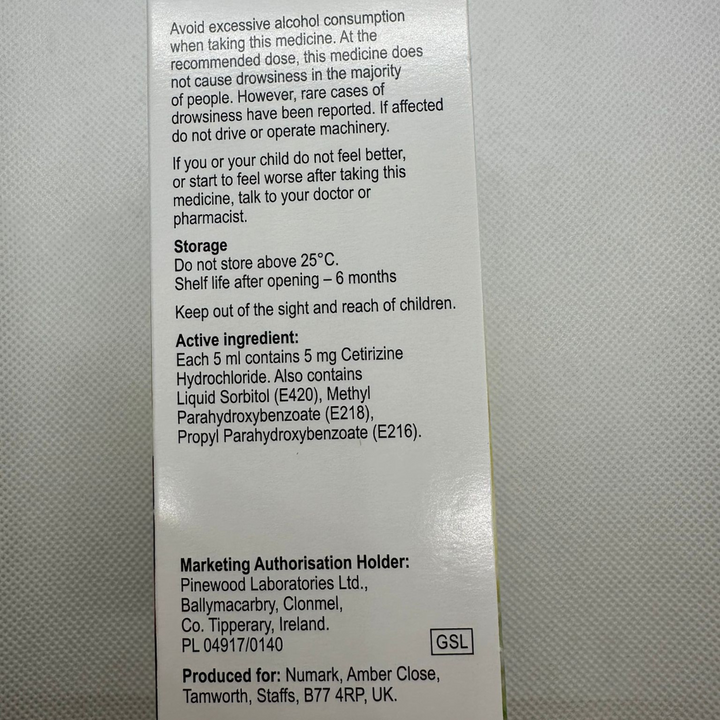 Avoid excessive alcohol consumption
when taking this medicine. At the
recommended dose, this medicine does
not cause drowsiness in the majority
of people. However, rare cases of
drowsiness have been reported. If affected
do not drive or operate machinery.
If you or your child do not feel better,
or start to feel worse after taking this
medicine, talk to your doctor or
pharmacist.
Storage
Do not store above 25°C.
Shelf life after opening – 6 months
Keep out of the sight and reach of children.
Active ingredient:
Each 5 ml contains 5 mg Cetirizine
Hydrochloride. Also contains
Liquid Sorbitol (E420), Methyl
Parahydroxybenzoate (E218),
Propyl Parahydroxybenzoate (E216).
Marketing Authorisation Holder:
Pinewood Laboratories Ltd.,
Ballymacarbry, Clonmel,
Co. Tipperary, Ireland.
PL 04917/0140
GSL
Produced for: Numark, Amber Close,
Tamworth, Staffs, B77 4RP, UK.